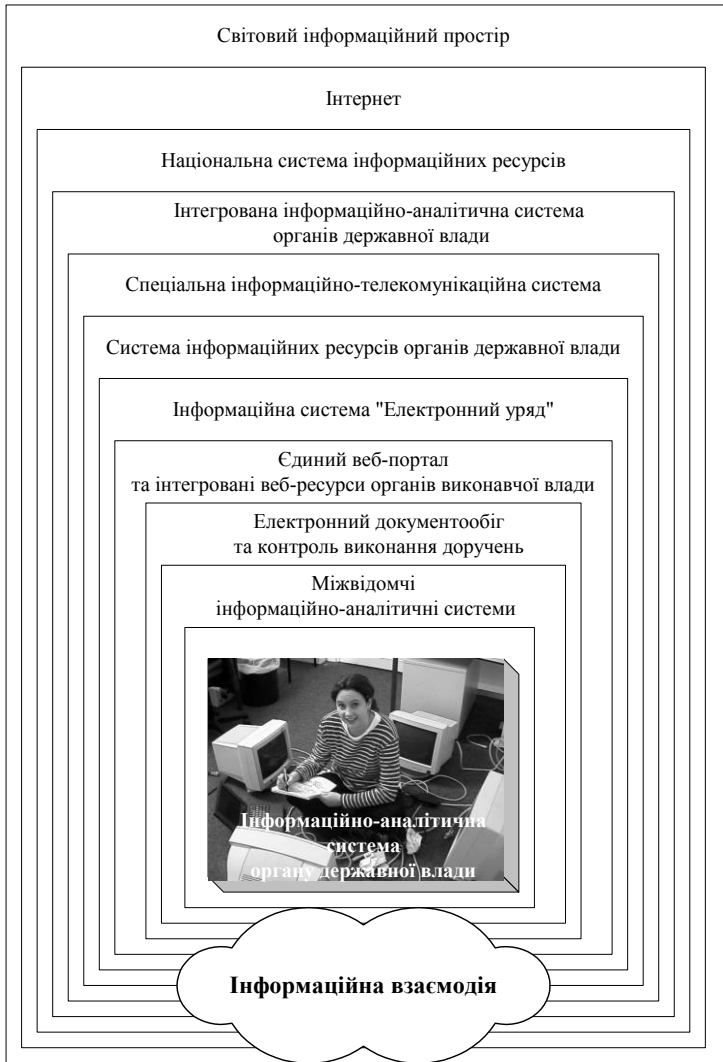 Світовий інформаційний простір
Інтернет
Національна система інформаційних ресурсів
Інтегрована інформаційно-аналітична система
органів державної влади
Спеціальна інформаційно-телекомунікаційна система
Система інформаційних ресурсів органів державної влади
Інформаційна система "Електронний уряд"
Єдиний веб-портал
та інтегровані веб-ресурси органів виконавчої влади
Електронний документообіг
та контроль виконання доручень
Міжвідомчі
інформаційно-аналітичні системи
Інформаційно-аналітична
система
органу державної влади
Інформаційна взаємодія